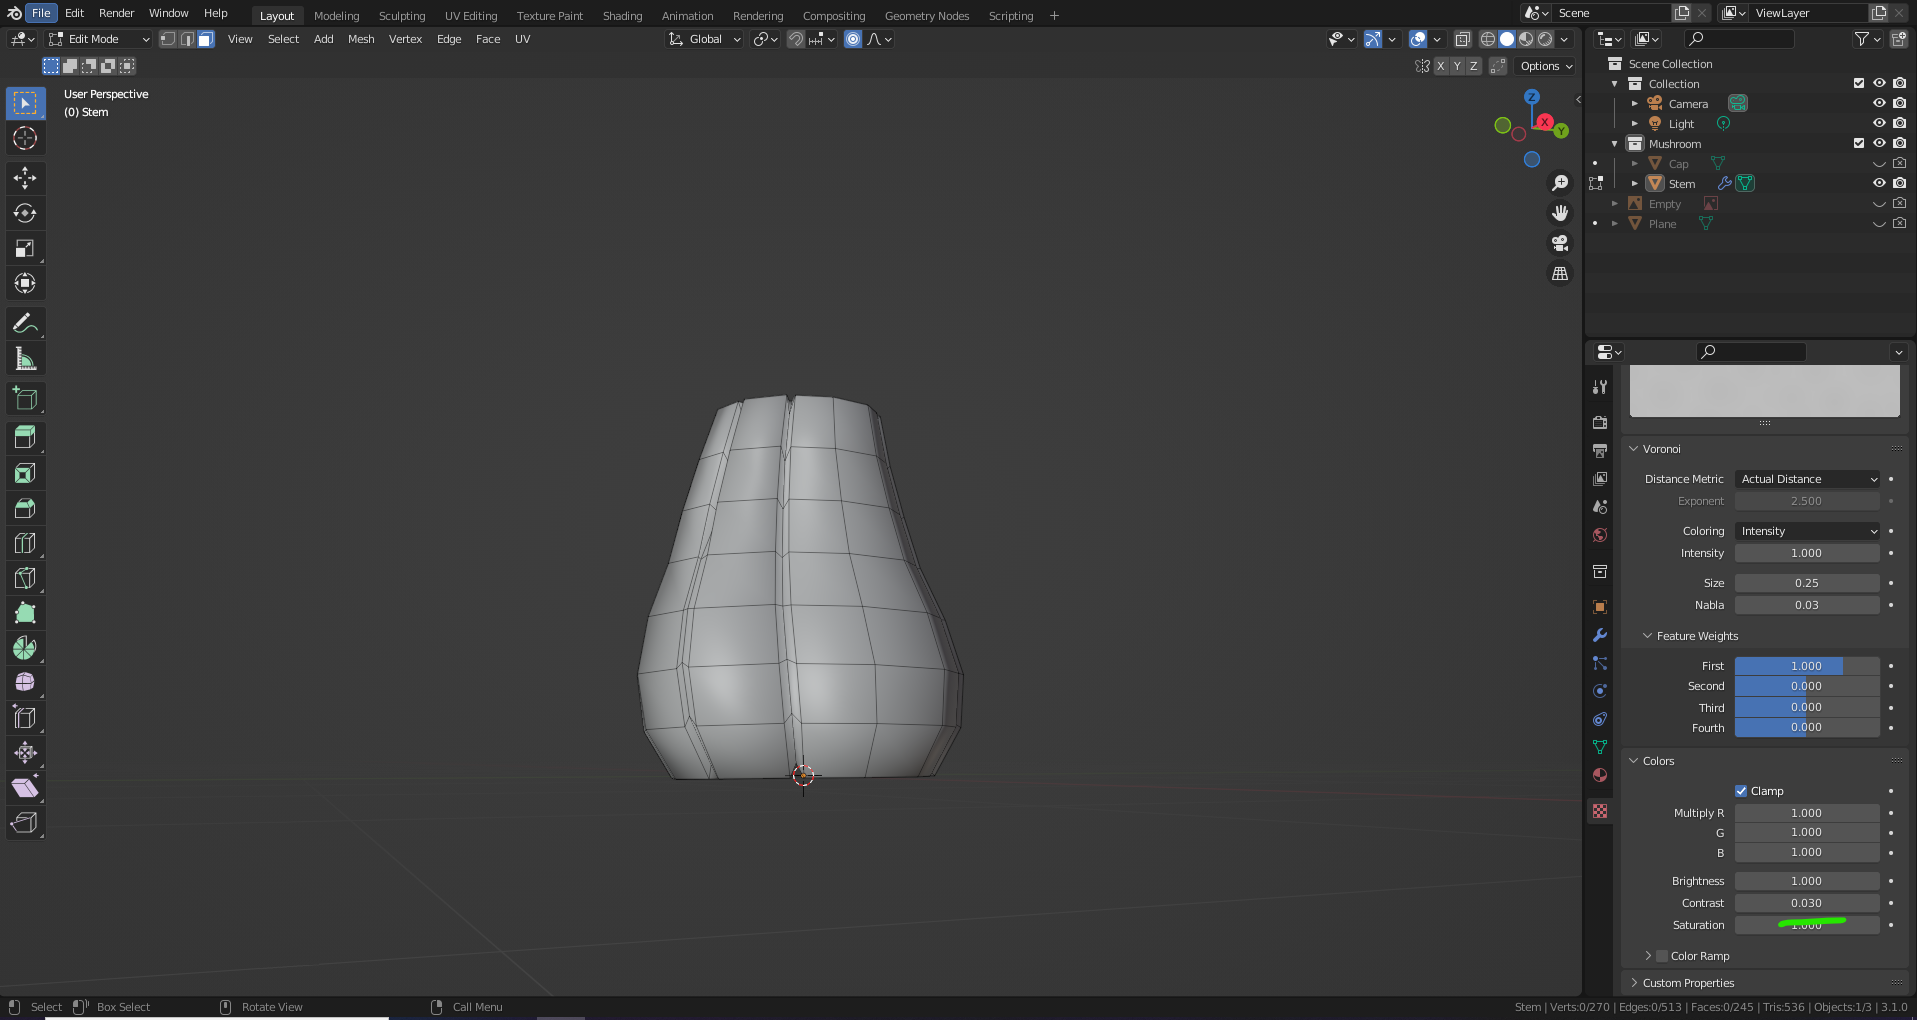 File Edit Render Window Help Layout Modeling Sculpting UV Editing Texture Paint Shading Animation Rendering Compositing Geometry Nodes Scripting Scene ViewLayer
Edit Mode View Select Add Mesh Vertex Edge Face UV Global
X Y Z Options
User Perspective
(0) Stem
Z
X
Y
Scene Collection
Collection
Camera
Light
Mushroom
Cap
Stem
Empty
Plane
Voronoi
Distance Metric Actual Distance
Exponent 2.500
Coloring Intensity
Intensity 1.000
Size 0.25
Nabla 0.03
Feature Weights
First 1.000
Second 0.000
Third 0.000
Fourth 0.000
Colors
Clamp
Multiply R 1.000
G 1.000
B 1.000
Brightness 1.000
Contrast 0.030
Saturation 1.000
Color Ramp
Custom Properties
Select Box Select Rotate View Call Menu Stem | Verts:0/270 | Edges:0/513 | Faces:0/245 | Tris:536 | Objects:1/3 | 3.1.0